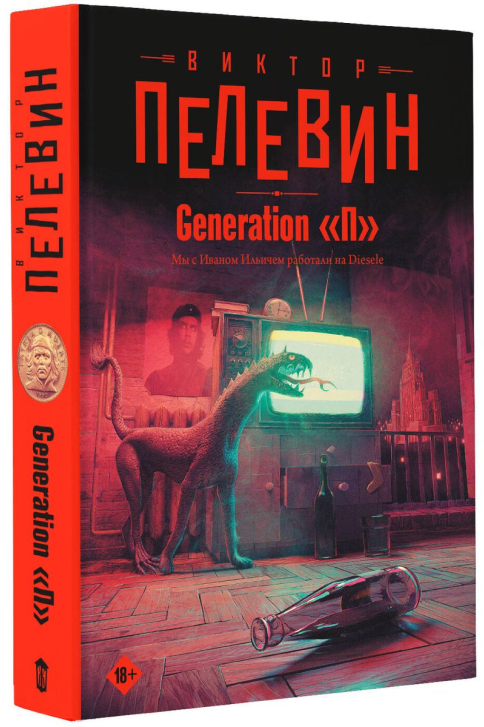 ВИКТОР
ПЕЛЕВИН
Generation «П»
Мы с Иваном Ильичем работали на Diesele
18+
ВИКТОР
ПЕЛЕВИН
Generation «П»